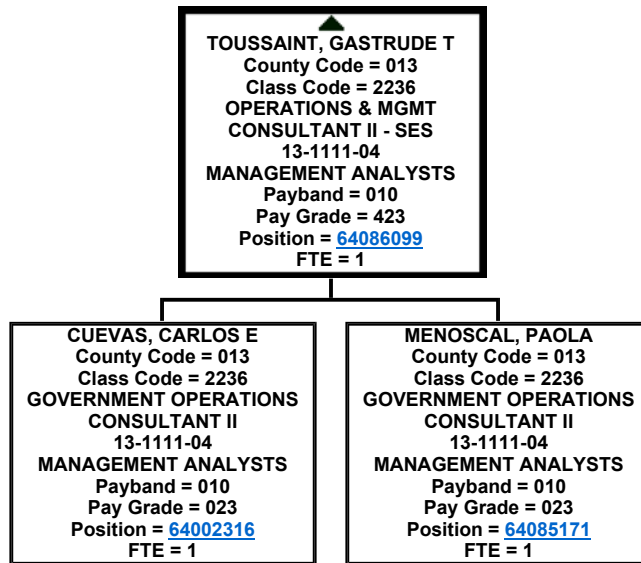 TOUSSAINT, GASTRUDE T
County Code = 013
Class Code = 2236
OPERATIONS & MGMT
CONSULTANT II - SES
13-1111-04
MANAGEMENT ANALYSTS
Payband = 010
Pay Grade = 423
Position = 64086099
FTE = 1
CUEVAS, CARLOS E
County Code = 013
Class Code = 2236
GOVERNMENT OPERATIONS
CONSULTANT II
13-1111-04
MANAGEMENT ANALYSTS
Payband = 010
Pay Grade = 023
Position = 64002316
FTE = 1
MENOSCAL, PAOLA
County Code = 013
Class Code = 2236
GOVERNMENT OPERATIONS
CONSULTANT II
13-1111-04
MANAGEMENT ANALYSTS
Payband = 010
Pay Grade = 023
Position = 64085171
FTE = 1